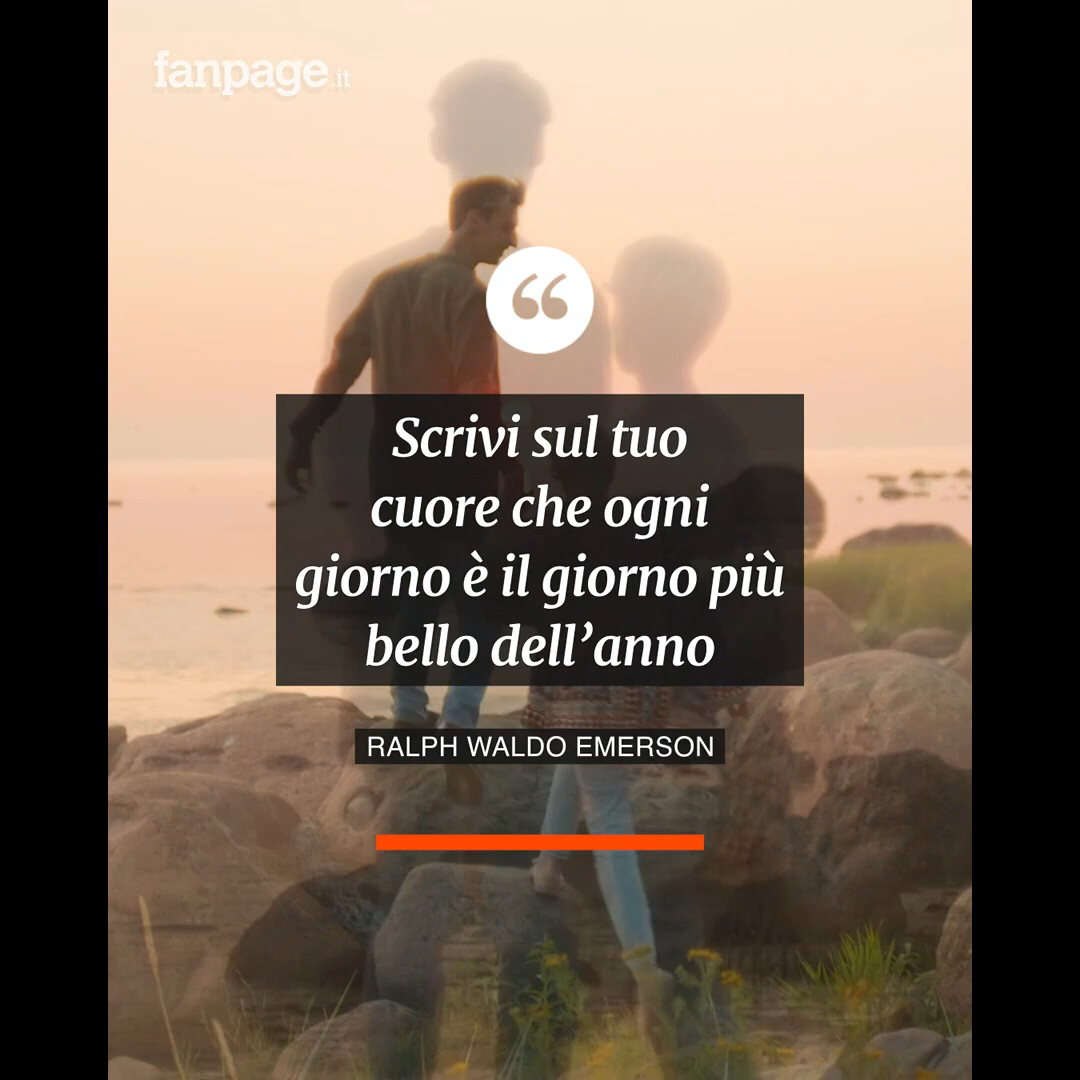 fanpage.it
Scrivi sul tuo
cuore che ogni
giorno è il giorno più
bello dell’anno
RALPH WALDO EMERSON